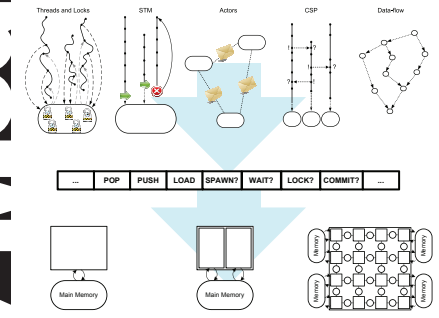 Threads and Locks STM Actors CSP Data-flow
! ?
! ?
? !
... POP PUSH LOAD SPAWN? WAIT? LOCK? COMMIT? ...
Main Memory Main Memory
Memory Memory
Memory Memory